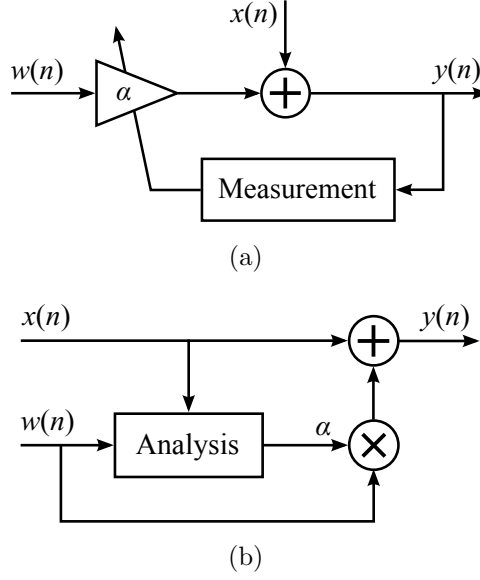 x(n)
w(n)
α
y(n)
Measurement
(a)
x(n)
y(n)
w(n)
Analysis
α
(b)